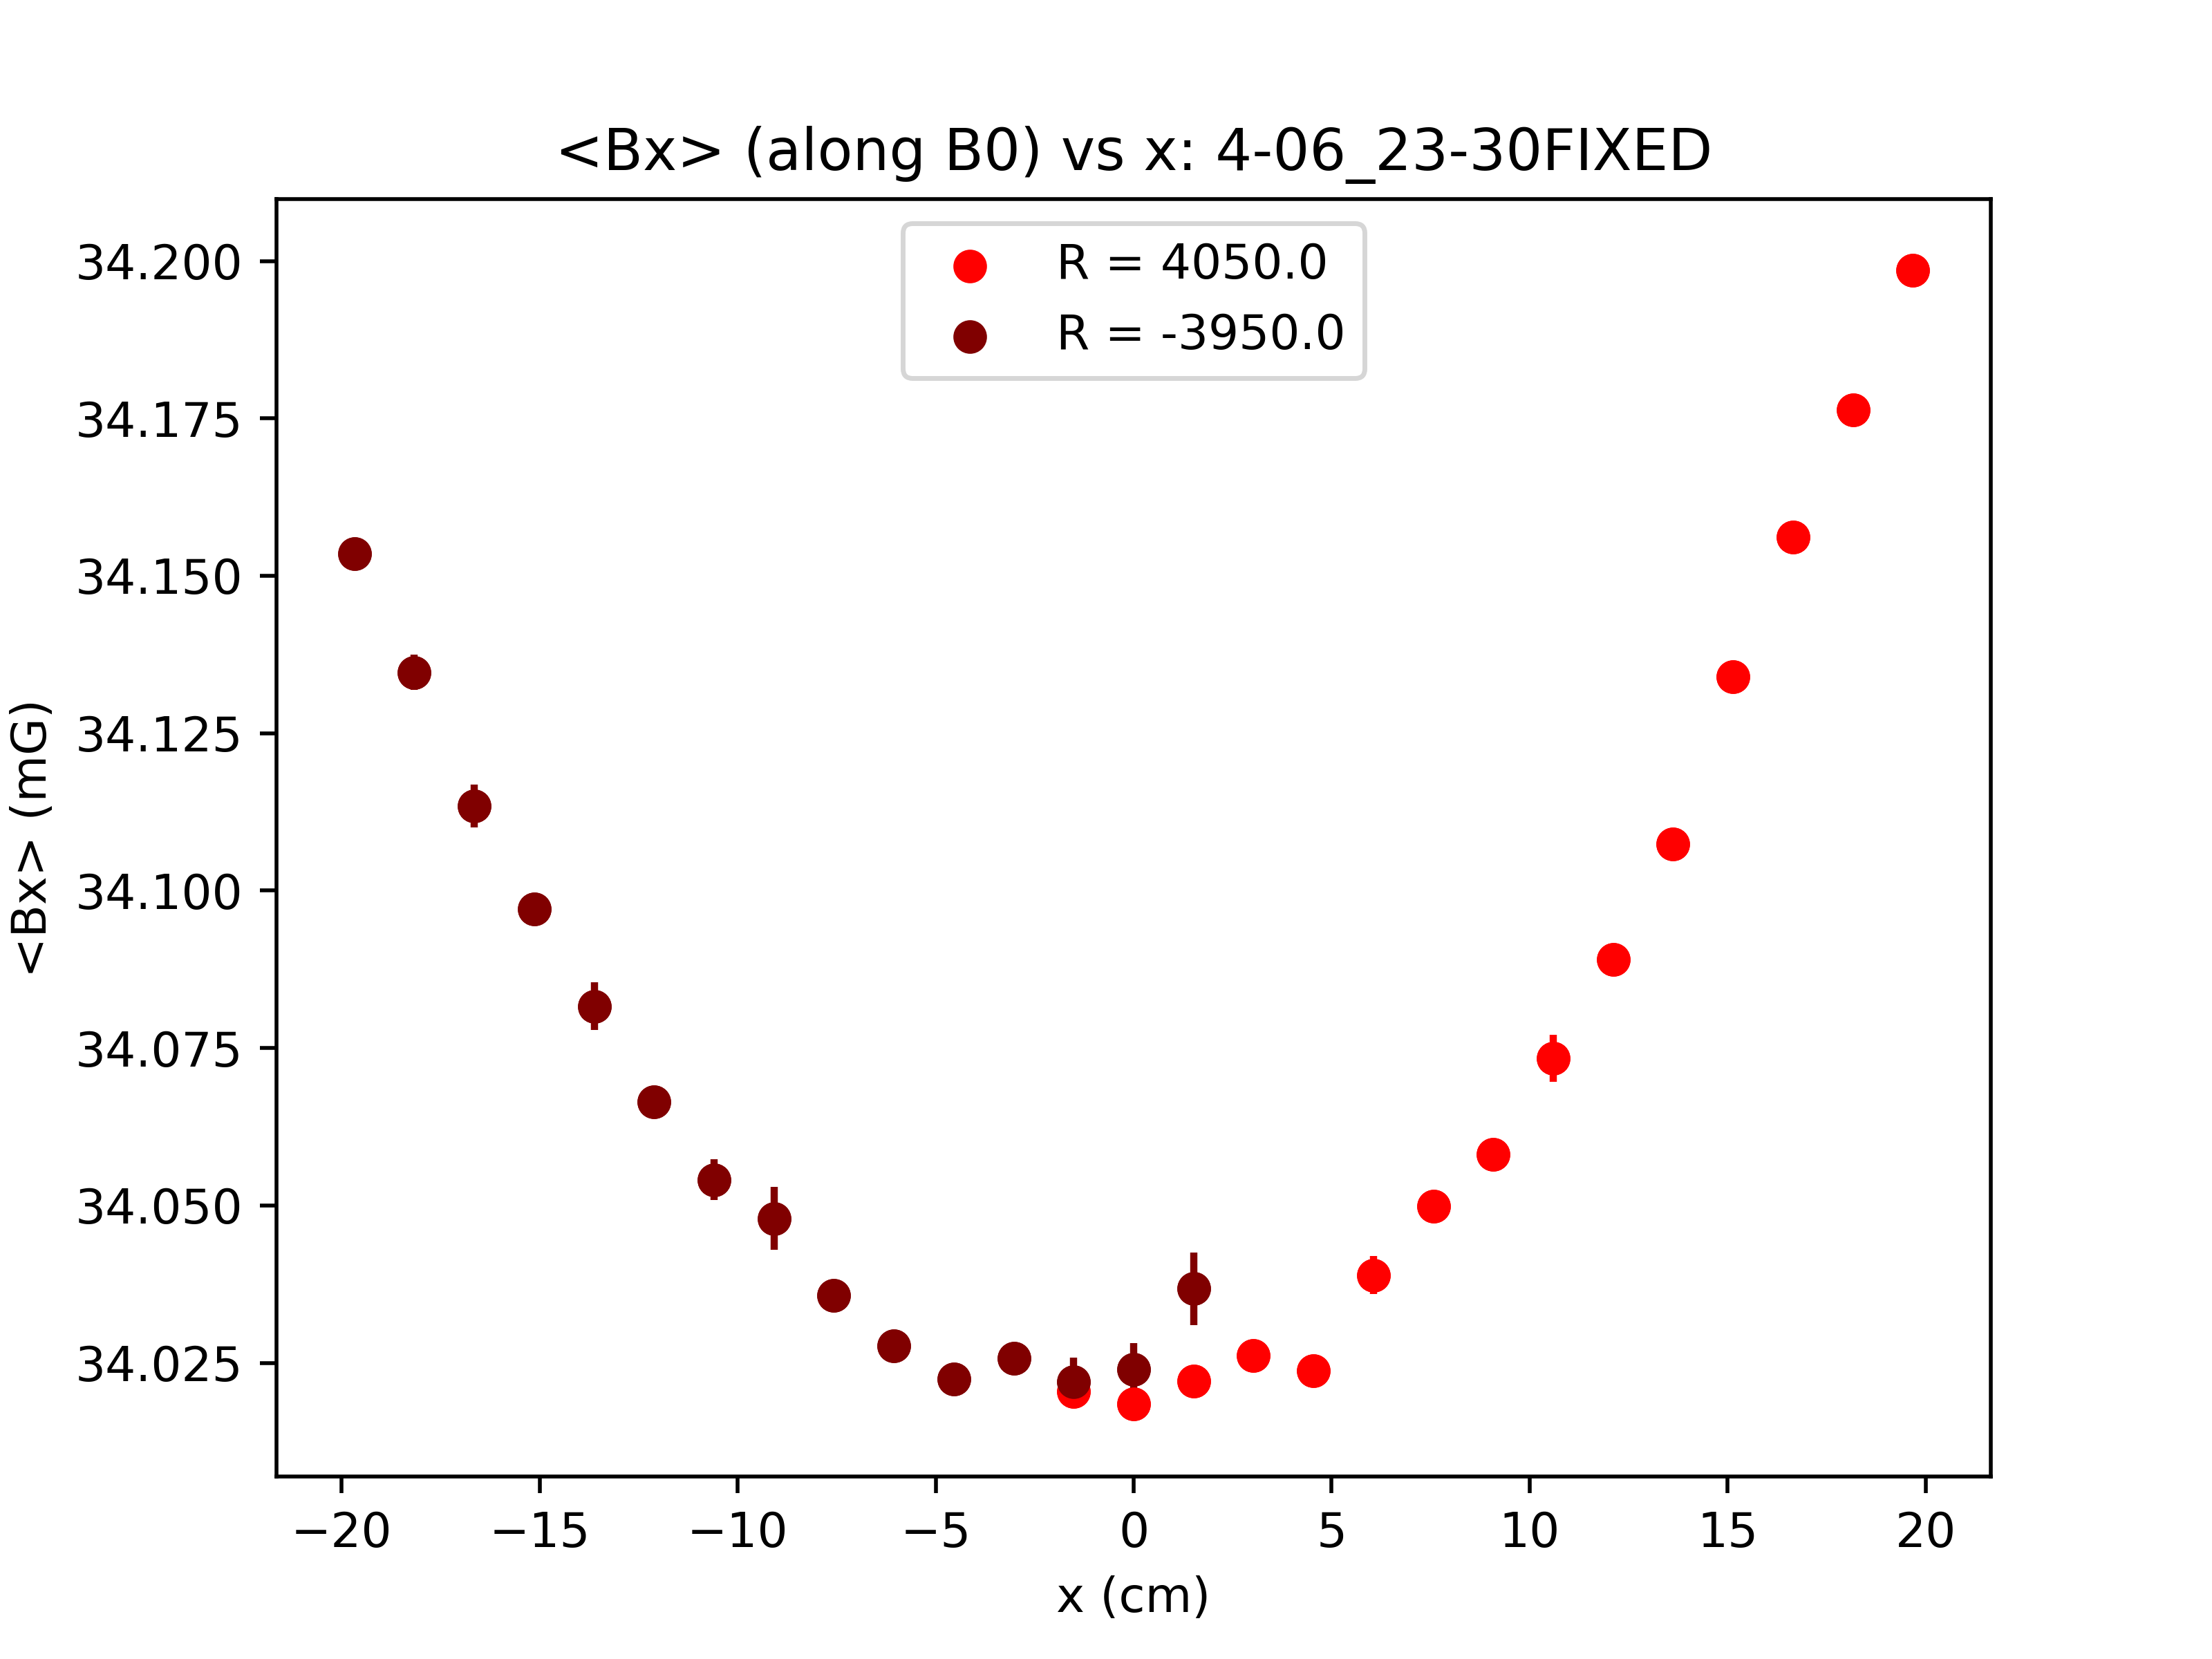 <Bx> (along B0) vs x: 4-06_23-30FIXED
R = 4050.0
R = -3950.0
34.200
34.175
34.150
34.125
34.100
34.075
34.050
34.025
<Bx> (mG)
−20 −15 −10 −5 0 5 10 15 20
x (cm)